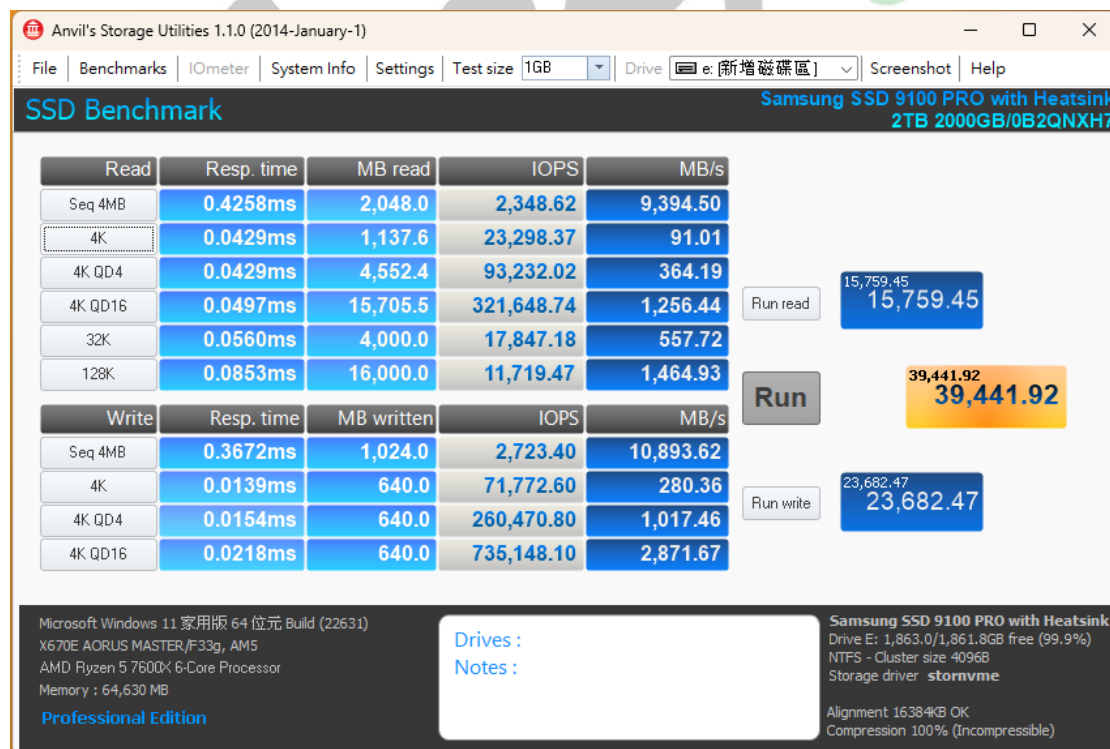 Anvil's Storage Utilities 1.1.0 (2014-January-1)
File Benchmarks IOmeter System Info Settings Test size 1GB Drive e: [新增磁碟區] Screenshot Help
SSD Benchmark
Samsung SSD 9100 PRO with Heatsink
2TB 2000GB/0B2QNXH7
Read Resp. time MB read IOPS MB/s
Seq 4MB 0.4258ms 2,048.0 2,348.62 9,394.50
4K 0.0429ms 1,137.6 23,298.37 91.01
4K QD4 0.0429ms 4,552.4 93,232.02 364.19
4K QD16 0.0497ms 15,705.5 321,648.74 1,256.44
32K 0.0560ms 4,000.0 17,847.18 557.72
128K 0.0853ms 16,000.0 11,719.47 1,464.93
Run read
15,759.45
15,759.45
Run
39,441.92
39,441.92
Write Resp. time MB written IOPS MB/s
Seq 4MB 0.3672ms 1,024.0 2,723.40 10,893.62
4K 0.0139ms 640.0 71,772.60 280.36
4K QD4 0.0154ms 640.0 260,470.80 1,017.46
4K QD16 0.0218ms 640.0 735,148.10 2,871.67
Run write
23,682.47
23,682.47
Microsoft Windows 11 家用版 64 位元 Build (22631)
X670E AORUS MASTER/F33g, AM5
AMD Ryzen 5 7600X 6-Core Processor
Memory : 64,630 MB
Professional Edition
Drives :
Notes :
Samsung SSD 9100 PRO with Heatsink
Drive E: 1,863.0/1,861.8GB free (99.9%)
NTFS - Cluster size 4096B
Storage driver stornvme
Alignment 16384KB OK
Compression 100% (Incompressible)